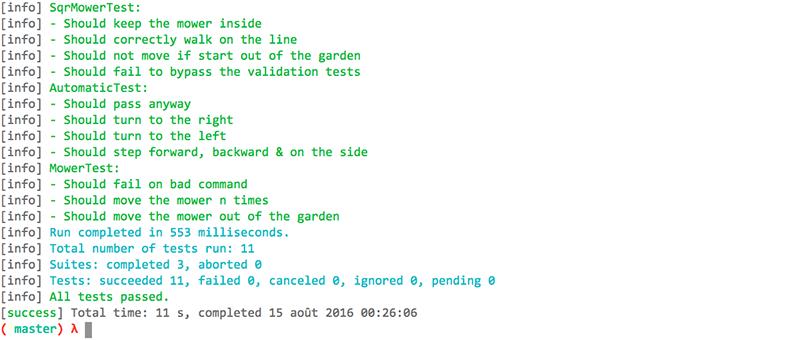 [info] SqrMowerTest:
[info] - Should keep the mower inside
[info] - Should correctly walk on the line
[info] - Should not move if start out of the garden
[info] - Should fail to bypass the validation tests
[info] AutomaticTest:
[info] - Should pass anyway
[info] - Should turn to the right
[info] - Should turn to the left
[info] - Should step forward, backward & on the side
[info] MowerTest:
[info] - Should fail on bad command
[info] - Should move the mower n times
[info] - Should move the mower out of the garden
[info] Run completed in 553 milliseconds.
[info] Total number of tests run: 11
[info] Suites: completed 3, aborted 0
[info] Tests: succeeded 11, failed 0, canceled 0, ignored 0, pending 0
[info] All tests passed.
[success] Total time: 11 s, completed 15 août 2016 00:26:06
( master) λ